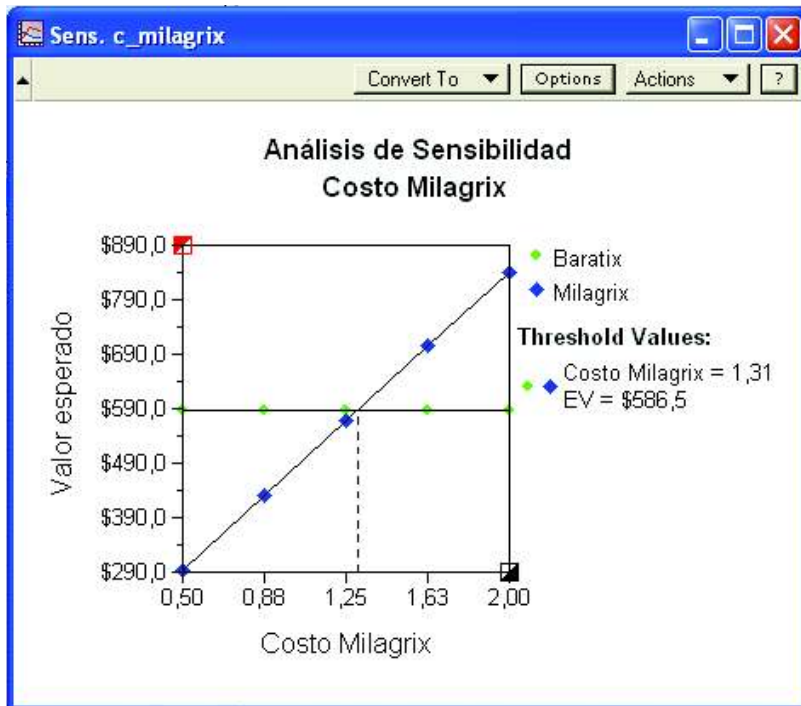 Sens. c_milagrix
Convert To
Options
Actions
?
Análisis de Sensibilidad
Costo Milagrix
$890,0
$790,0
$690,0
$590,0
$490,0
$390,0
$290,0
Valor esperado
0,50 0,88 1,25 1,63 2,00
Costo Milagrix
Baratix
Milagrix
Threshold Values:
Costo Milagrix = 1,31
EV = $586,5